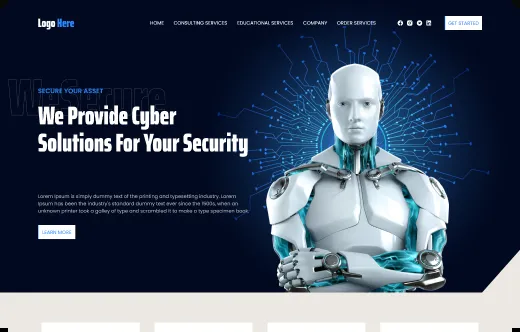 Logo Here
HOME CONSULTING SERVICES EDUCATIONAL SERVICES COMPANY ORDER SERVICES GET STARTED
WeSecure
SECURE YOUR ASSET
We Provide Cyber
Solutions For Your Security
Lorem Ipsum is simply dummy text of the printing and typesetting industry. Lorem
Ipsum has been the industry's standard dummy text ever since the 1500s, when an
unknown printer took a galley of type and scrambled it to make a type specimen book.
LEARN MORE